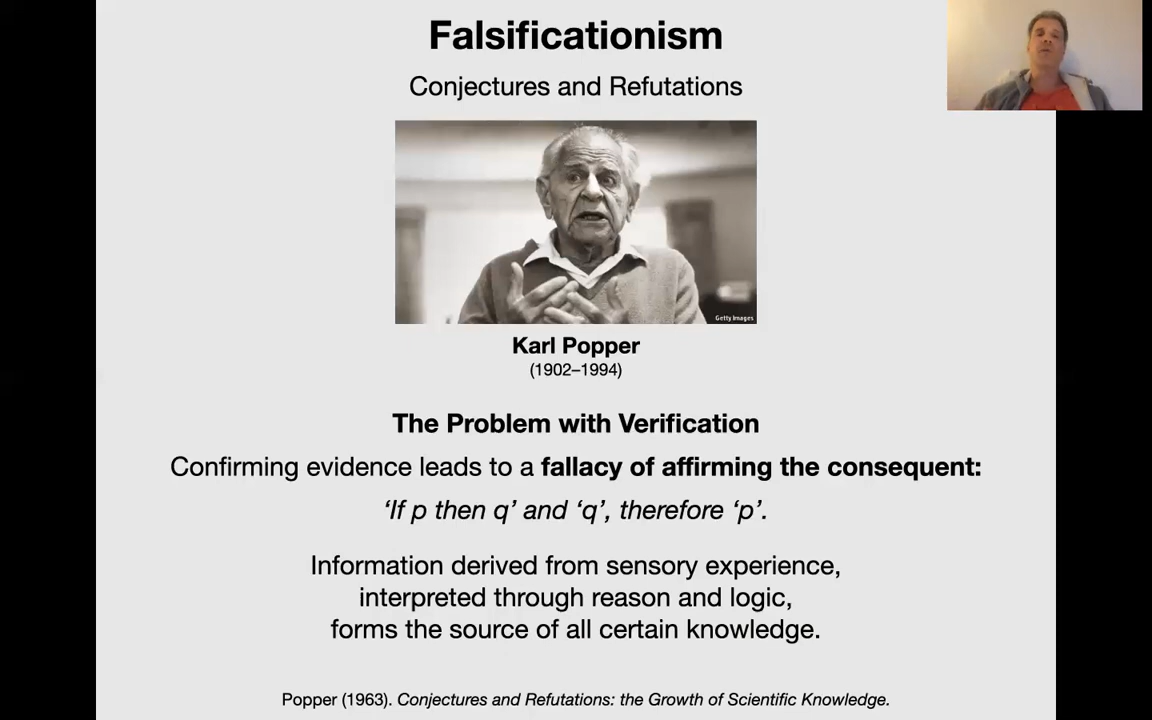 Falsificationism
Conjectures and Refutations
Getty Images
Karl Popper
(1902–1994)
The Problem with Verification
Confirming evidence leads to a fallacy of affirming the consequent:
‘If p then q’ and ‘q’, therefore ‘p’.
Information derived from sensory experience,
interpreted through reason and logic,
forms the source of all certain knowledge.
Popper (1963). Conjectures and Refutations: the Growth of Scientific Knowledge.